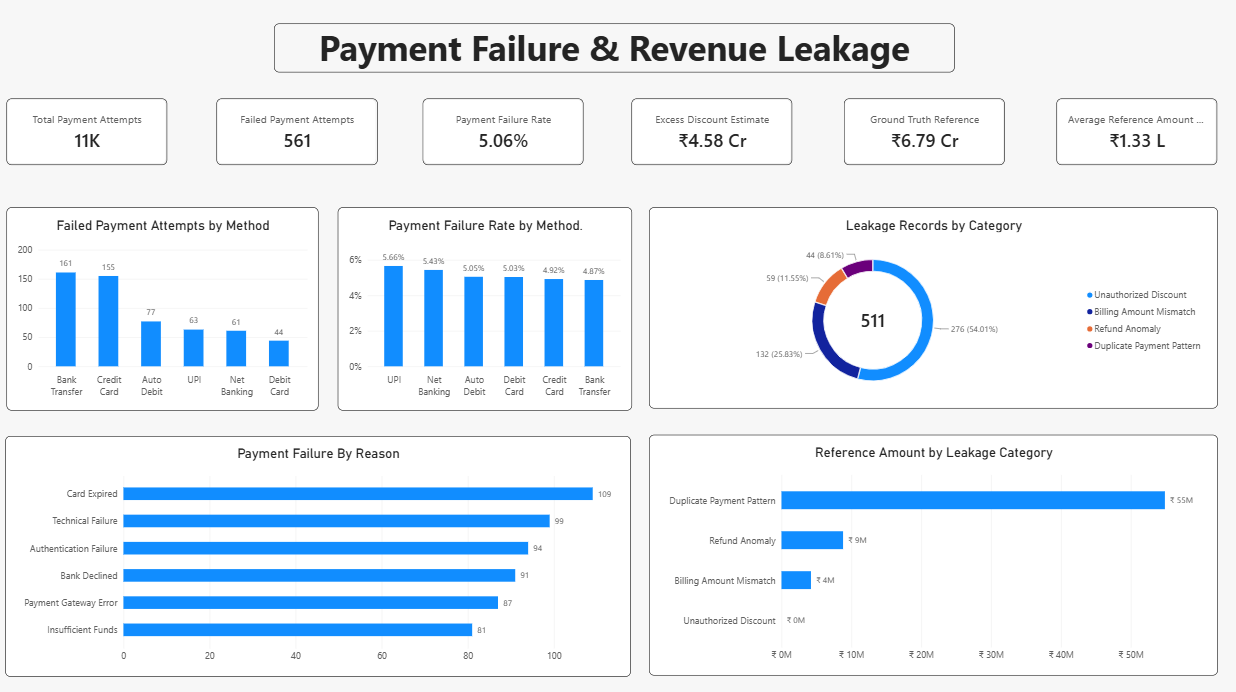 Payment Failure & Revenue Leakage
Total Payment Attempts
11K
Failed Payment Attempts
561
Payment Failure Rate
5.06%
Excess Discount Estimate
₹4.58 Cr
Ground Truth Reference
₹6.79 Cr
Average Reference Amount ...
₹1.33 L
Failed Payment Attempts by Method
200
150
100
50
0
161
155
77
63
61
44
Bank
Transfer
Credit
Card
Auto
Debit
UPI
Net
Banking
Debit
Card
Payment Failure Rate by Method.
6%
4%
2%
0%
5.66%
5.43%
5.05%
5.03%
4.92%
4.87%
UPI
Net
Banking
Auto
Debit
Debit
Card
Credit
Card
Bank
Transfer
Leakage Records by Category
44 (8.61%)
59 (11.55%)
132 (25.83%)
276 (54.01%)
511
Unauthorized Discount
Billing Amount Mismatch
Refund Anomaly
Duplicate Payment Pattern
Payment Failure By Reason
Card Expired 109
Technical Failure 99
Authentication Failure 94
Bank Declined 91
Payment Gateway Error 87
Insufficient Funds 81
0 20 40 60 80 100
Reference Amount by Leakage Category
Duplicate Payment Pattern ₹ 55M
Refund Anomaly ₹ 9M
Billing Amount Mismatch ₹ 4M
Unauthorized Discount ₹ 0M
₹ 0M ₹ 10M ₹ 20M ₹ 30M ₹ 40M ₹ 50M